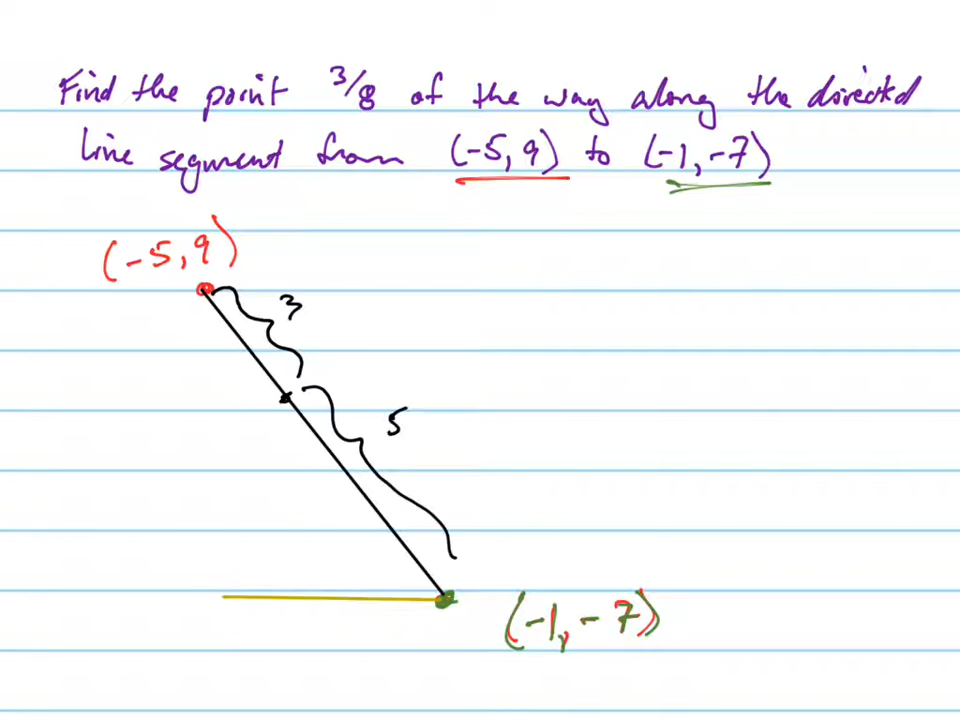 Find the point 3/8 of the way along the directed
line segment from (-5, 9) to (-1, -7)
(-5, 9)
3
5
(-1, -7)